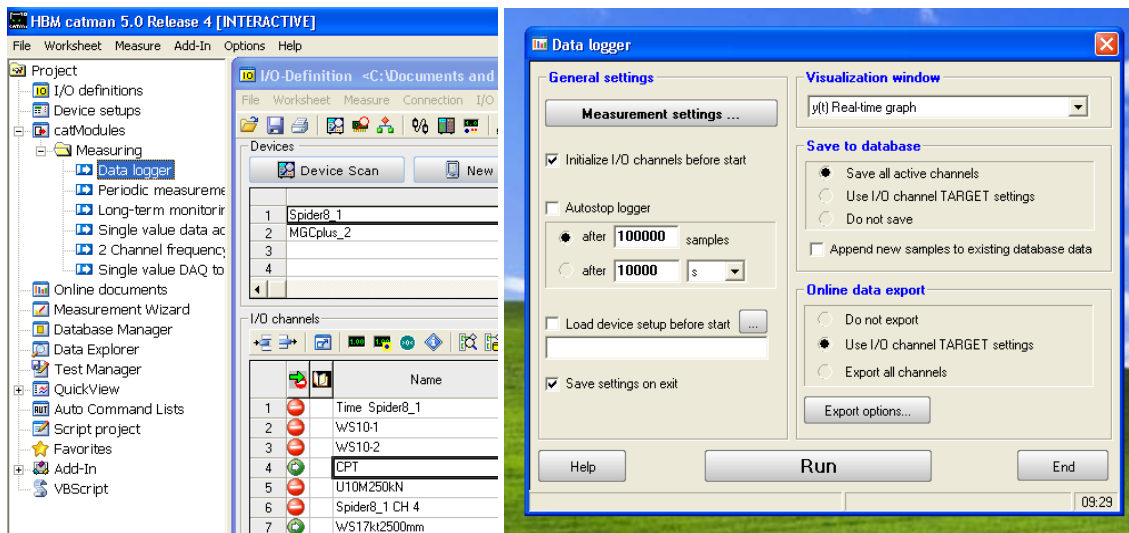 HBM catman 5.0 Release 4 [INTERACTIVE]
File Worksheet Measure Add-In Options Help
Project
I/O definitions
Device setups
catModules
Measuring
Data logger
Periodic measureme
Long-term monitorir
Single value data ac
2 Channel frequency
Single value DAQ to
Online documents
Measurement Wizard
Database Manager
Data Explorer
Test Manager
QuickView
Auto Command Lists
Script project
Favorites
Add-In
VBScript
I/O-Definition <C:\Documents and
File Worksheet Measure Connection I/O
Devices
Device Scan New
1 Spider8_1
2 MGCplus_2
3
4
I/O channels
Name
1 Time Spider8_1
2 WS10-1
3 WS10-2
4 CPT
5 U10M250kN
6 Spider8_1 CH 4
7 WS17kt2500mm
Data logger
General settings
Measurement settings ...
Initialize I/O channels before start
Autostop logger
after 100000 samples
after 10000 s
Load device setup before start ...
Save settings on exit
Visualization window
y(t) Real-time graph
Save to database
Save all active channels
Use I/O channel TARGET settings
Do not save
Append new samples to existing database data
Online data export
Do not export
Use I/O channel TARGET settings
Export all channels
Export options...
Help Run End
09:29